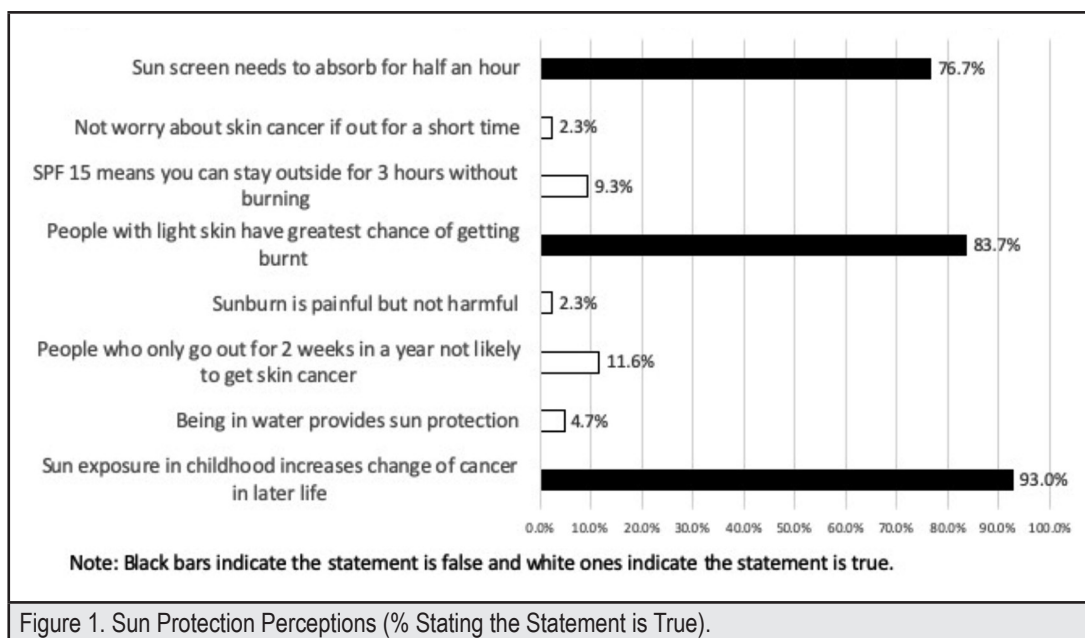 Sun screen needs to absorb for half an hour
76.7%
Not worry about skin cancer if out for a short time
2.3%
SPF 15 means you can stay outside for 3 hours without
burning
9.3%
People with light skin have greatest chance of getting
burnt
83.7%
Sunburn is painful but not harmful
2.3%
People who only go out for 2 weeks in a year not likely
to get skin cancer
11.6%
Being in water provides sun protection
4.7%
Sun exposure in childhood increases change of cancer
in later life
93.0%
0.0% 10.0% 20.0% 30.0% 40.0% 50.0% 60.0% 70.0% 80.0% 90.0% 100.0%
Note: Black bars indicate the statement is false and white ones indicate the statement is true.
Figure 1. Sun Protection Perceptions (% Stating the Statement is True).